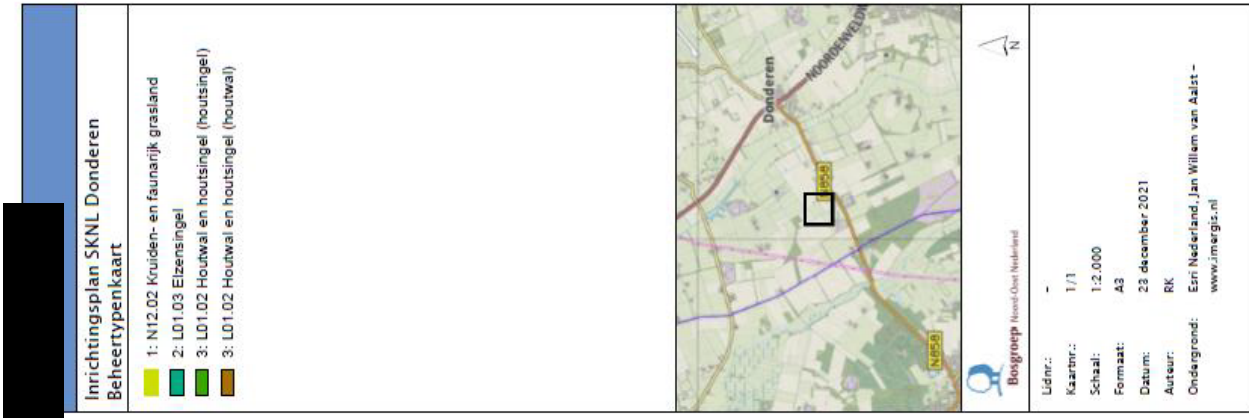 Inrichtingsplan SKNL Donderen
Beheertypenkaart
1: N12.02 Kruiden- en faunarijk grasland
2: L01.03 Elzensingel
3: L01.02 Houtwal en houtsingel (houtsingel)
3: L01.02 Houtwal en houtsingel (houtwal)
Donderen
NOORDENVELDW
N858
N858
N
Bosgroep Noord-Oost Nederland
Lidnr.: -
Kaartnr.: 1/1
Schaal: 1:2.000
Formaat: A3
Datum: 23 december 2021
Auteur: RK
Ondergrond: Esri Nederland, Jan Willem van Aalst -
www.imergis.nl